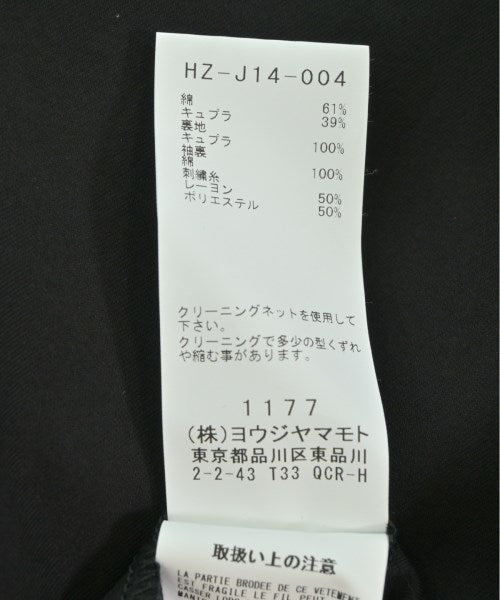 HZ-J14-004
綿 61%
キュプラ 39%
裏地
キュプラ 100%
袖裏
綿 100%
刺繍糸
レーヨン 50%
ポリエステル 50%
クリーニングネットを使用して
下さい。
クリーニングで多少の型くずれ
や縮む事があります。
1177
(株)ヨウジヤマモト
東京都品川区東品川
2-2-43 T33 QCR-H
取扱い上の注意
LA PARTIE BRODEE DE CE VETEMENT
EST FRAGILE LE FIL PEUT
CASSER LORS